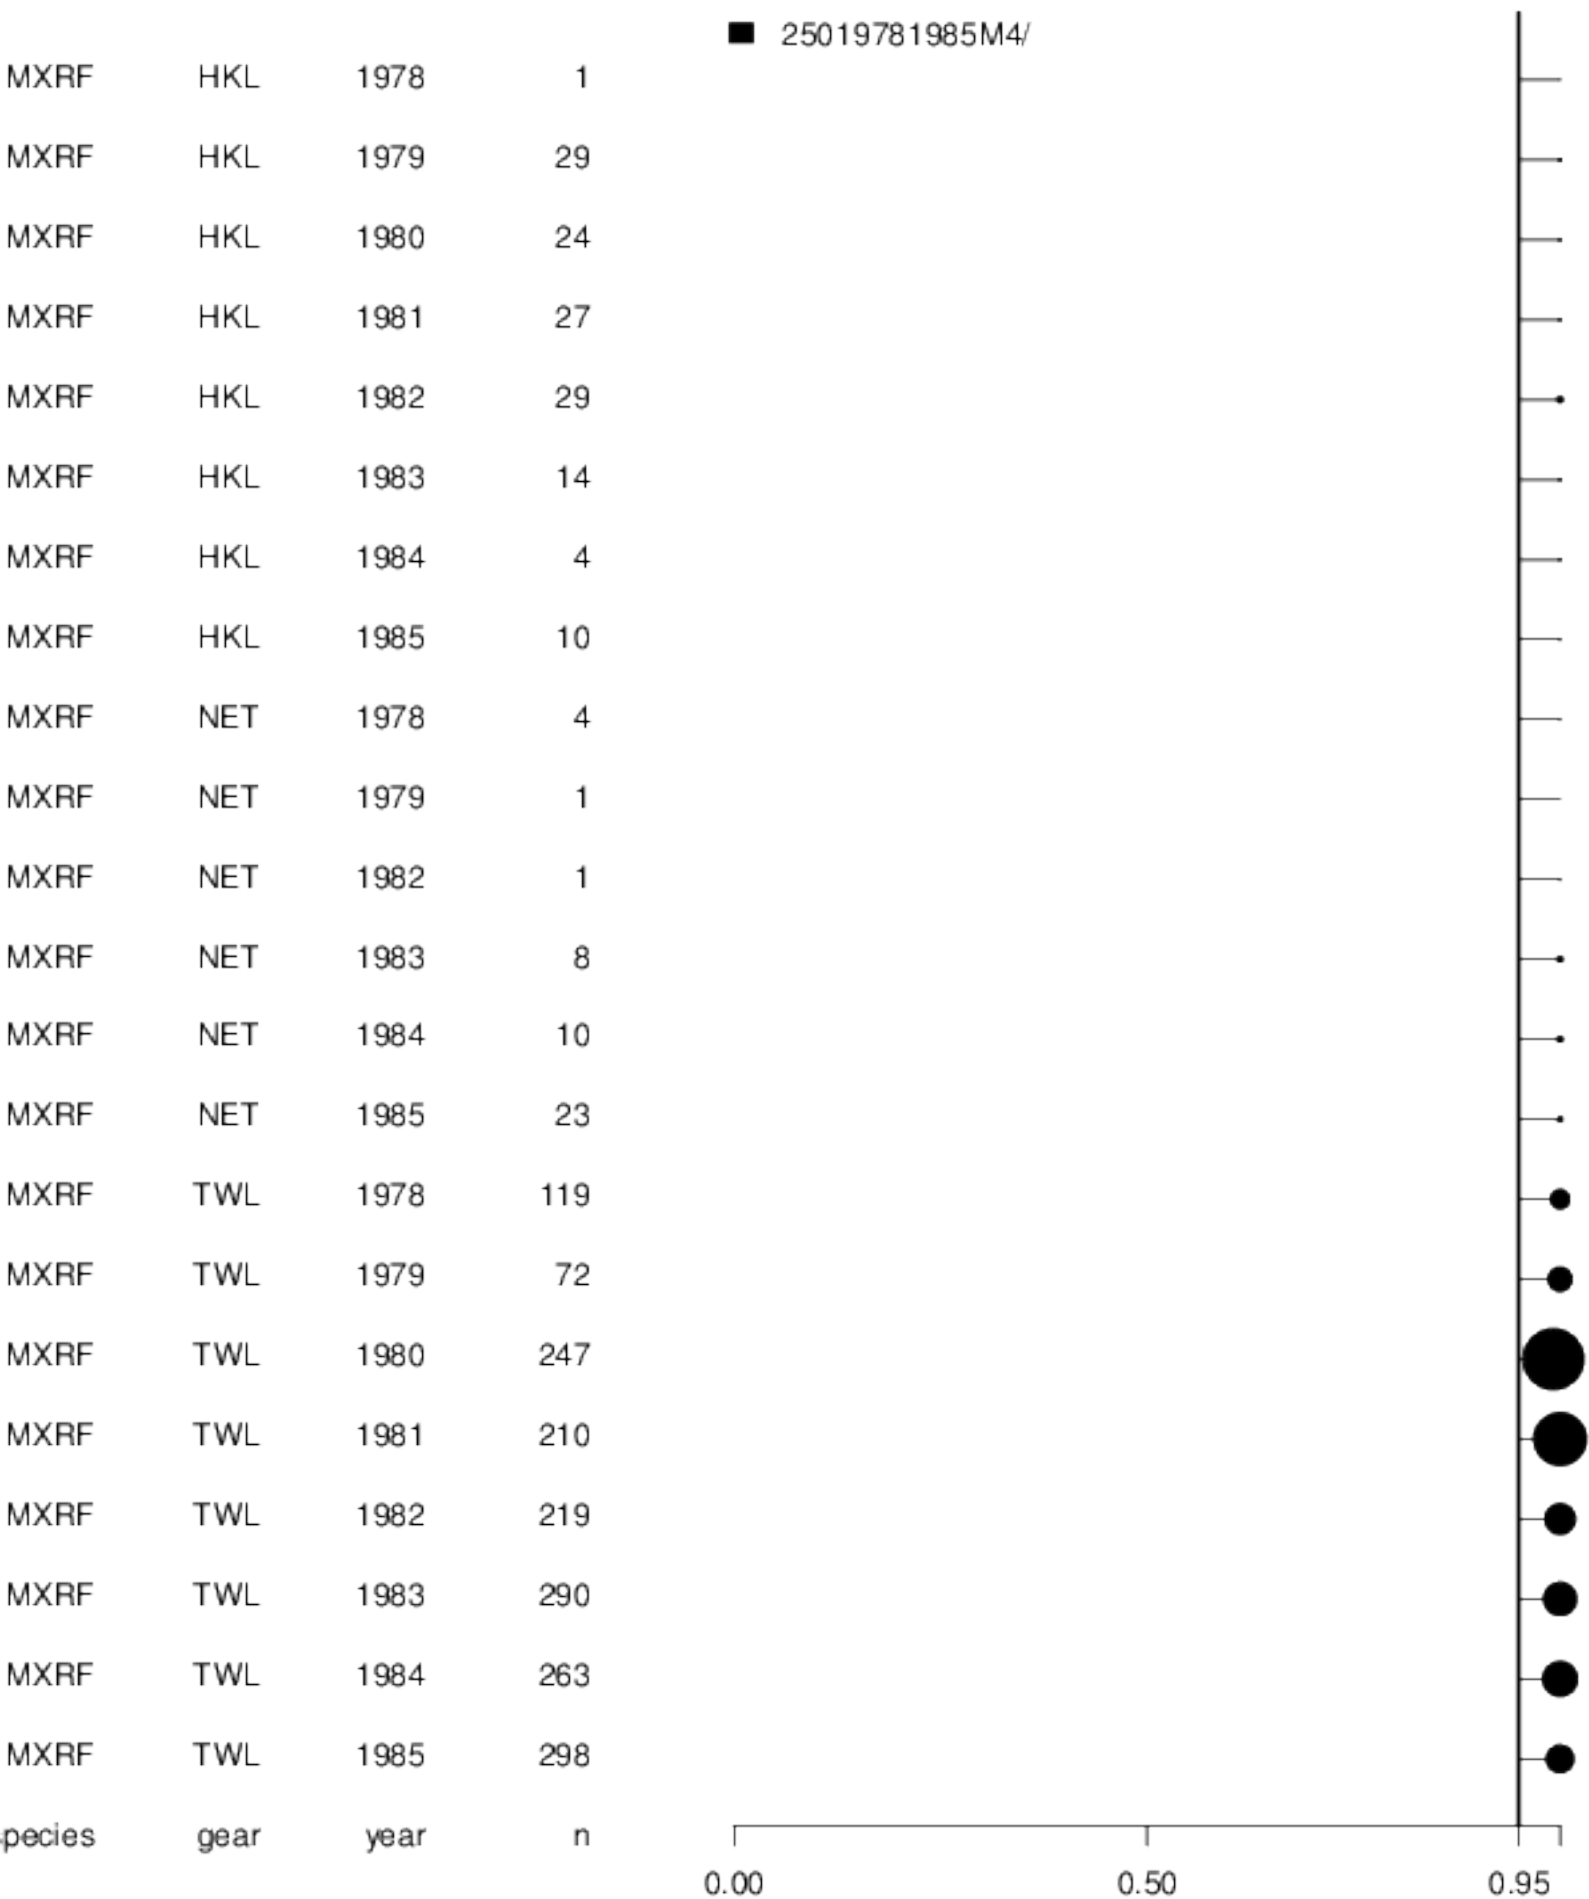 25019781985M4/
MXRF HKL 1978 1
MXRF HKL 1979 29
MXRF HKL 1980 24
MXRF HKL 1981 27
MXRF HKL 1982 29
MXRF HKL 1983 14
MXRF HKL 1984 4
MXRF HKL 1985 10
MXRF NET 1978 4
MXRF NET 1979 1
MXRF NET 1982 1
MXRF NET 1983 8
MXRF NET 1984 10
MXRF NET 1985 23
MXRF TWL 1978 119
MXRF TWL 1979 72
MXRF TWL 1980 247
MXRF TWL 1981 210
MXRF TWL 1982 219
MXRF TWL 1983 290
MXRF TWL 1984 263
MXRF TWL 1985 298
pecies gear year n
0.00 0.50 0.95